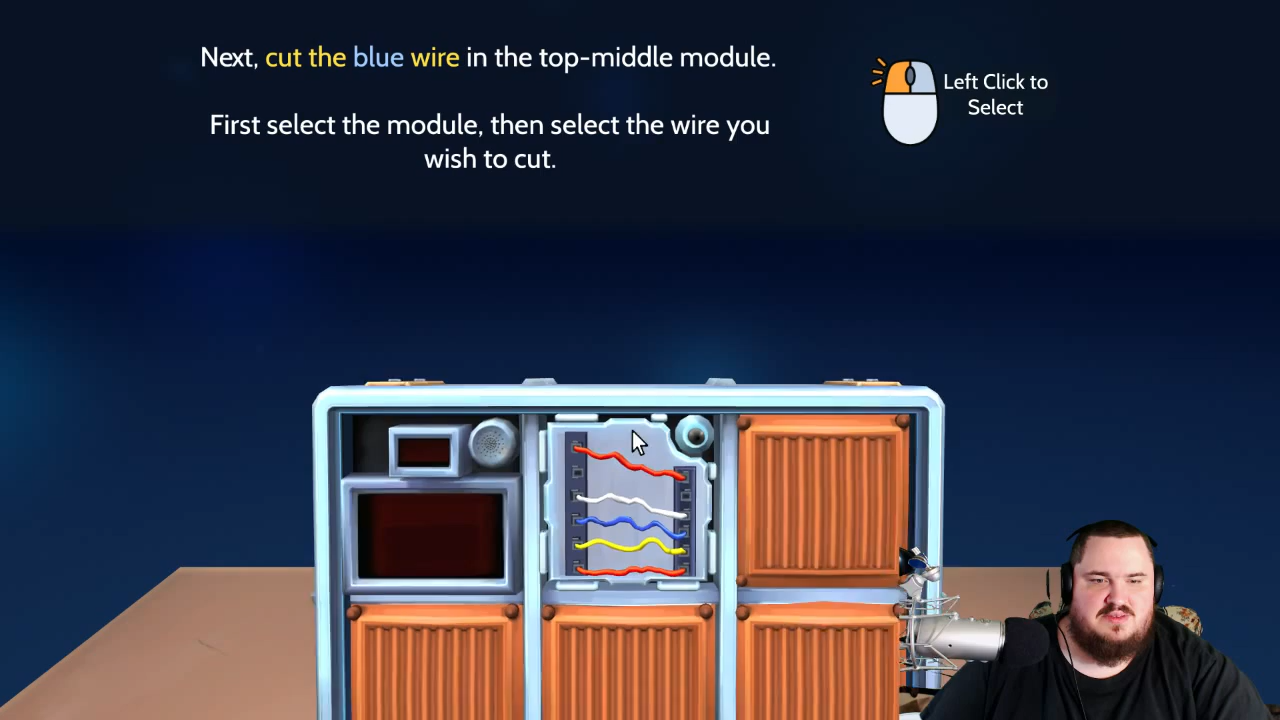 Next, cut the blue wire in the top-middle module.
First select the module, then select the wire you
wish to cut.
Left Click to
Select